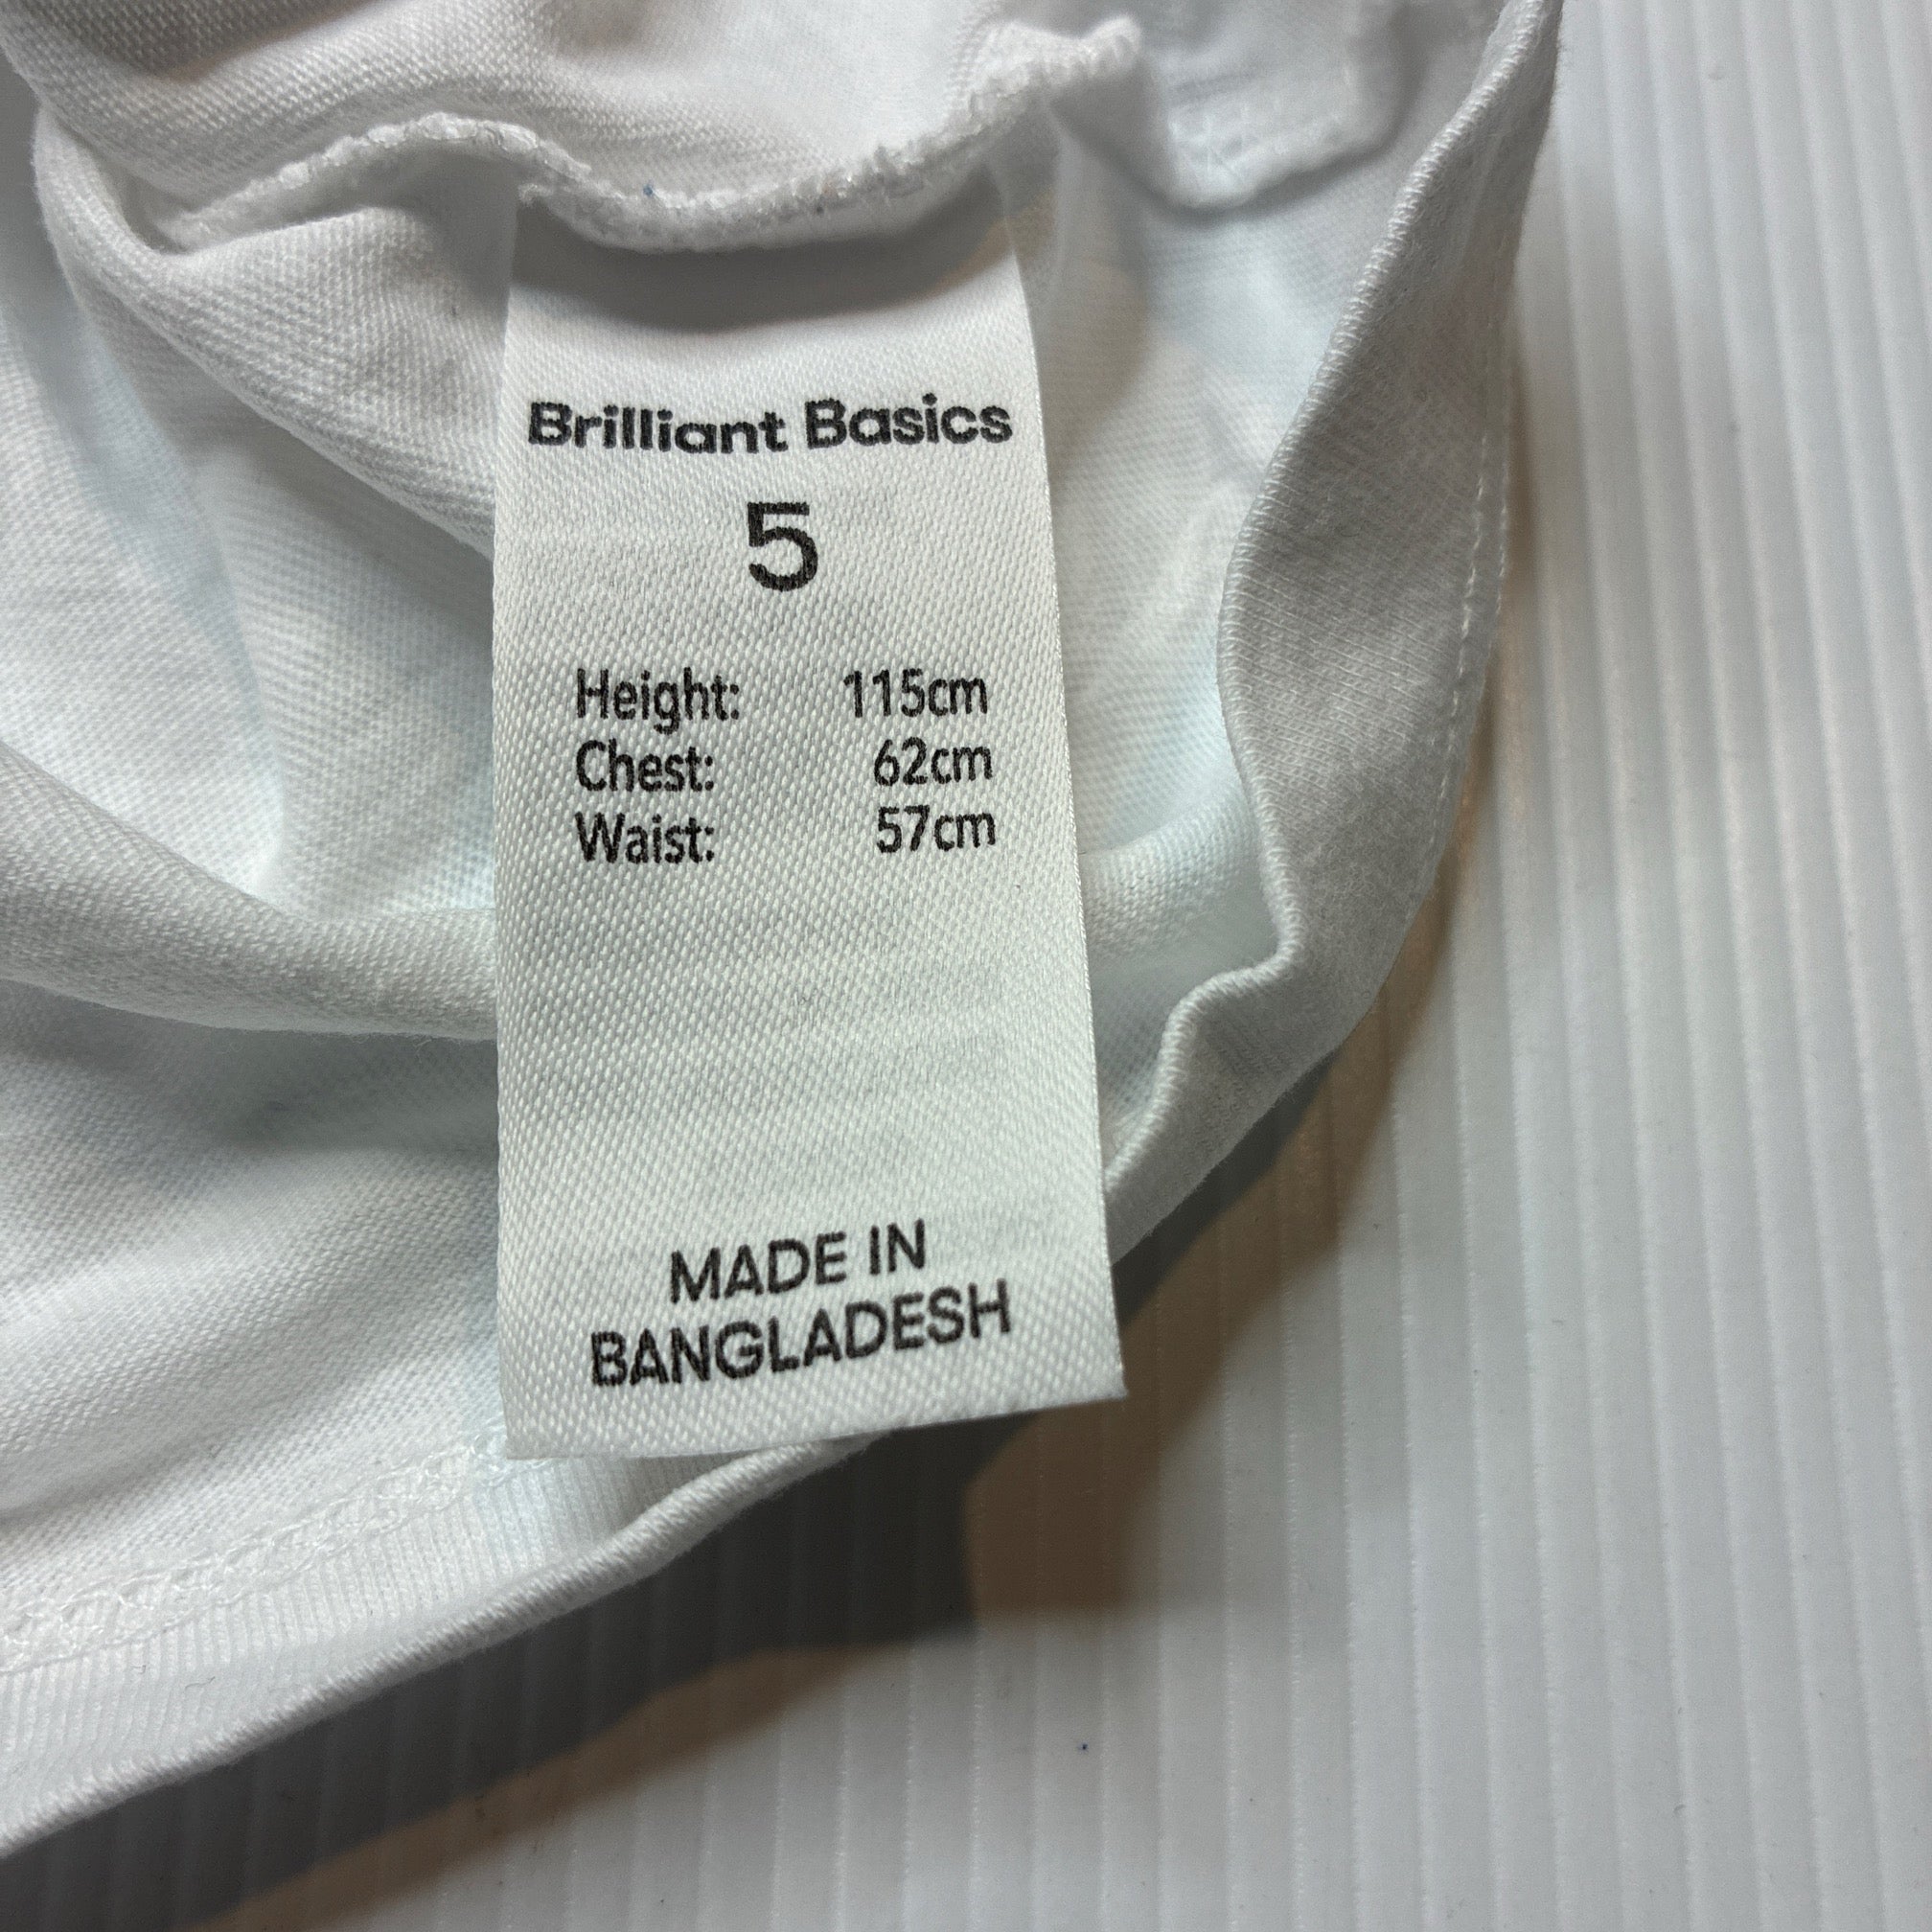 Brilliant Basics
5
Height: 115cm
Chest: 62cm
Waist: 57cm
MADE IN
BANGLADESH